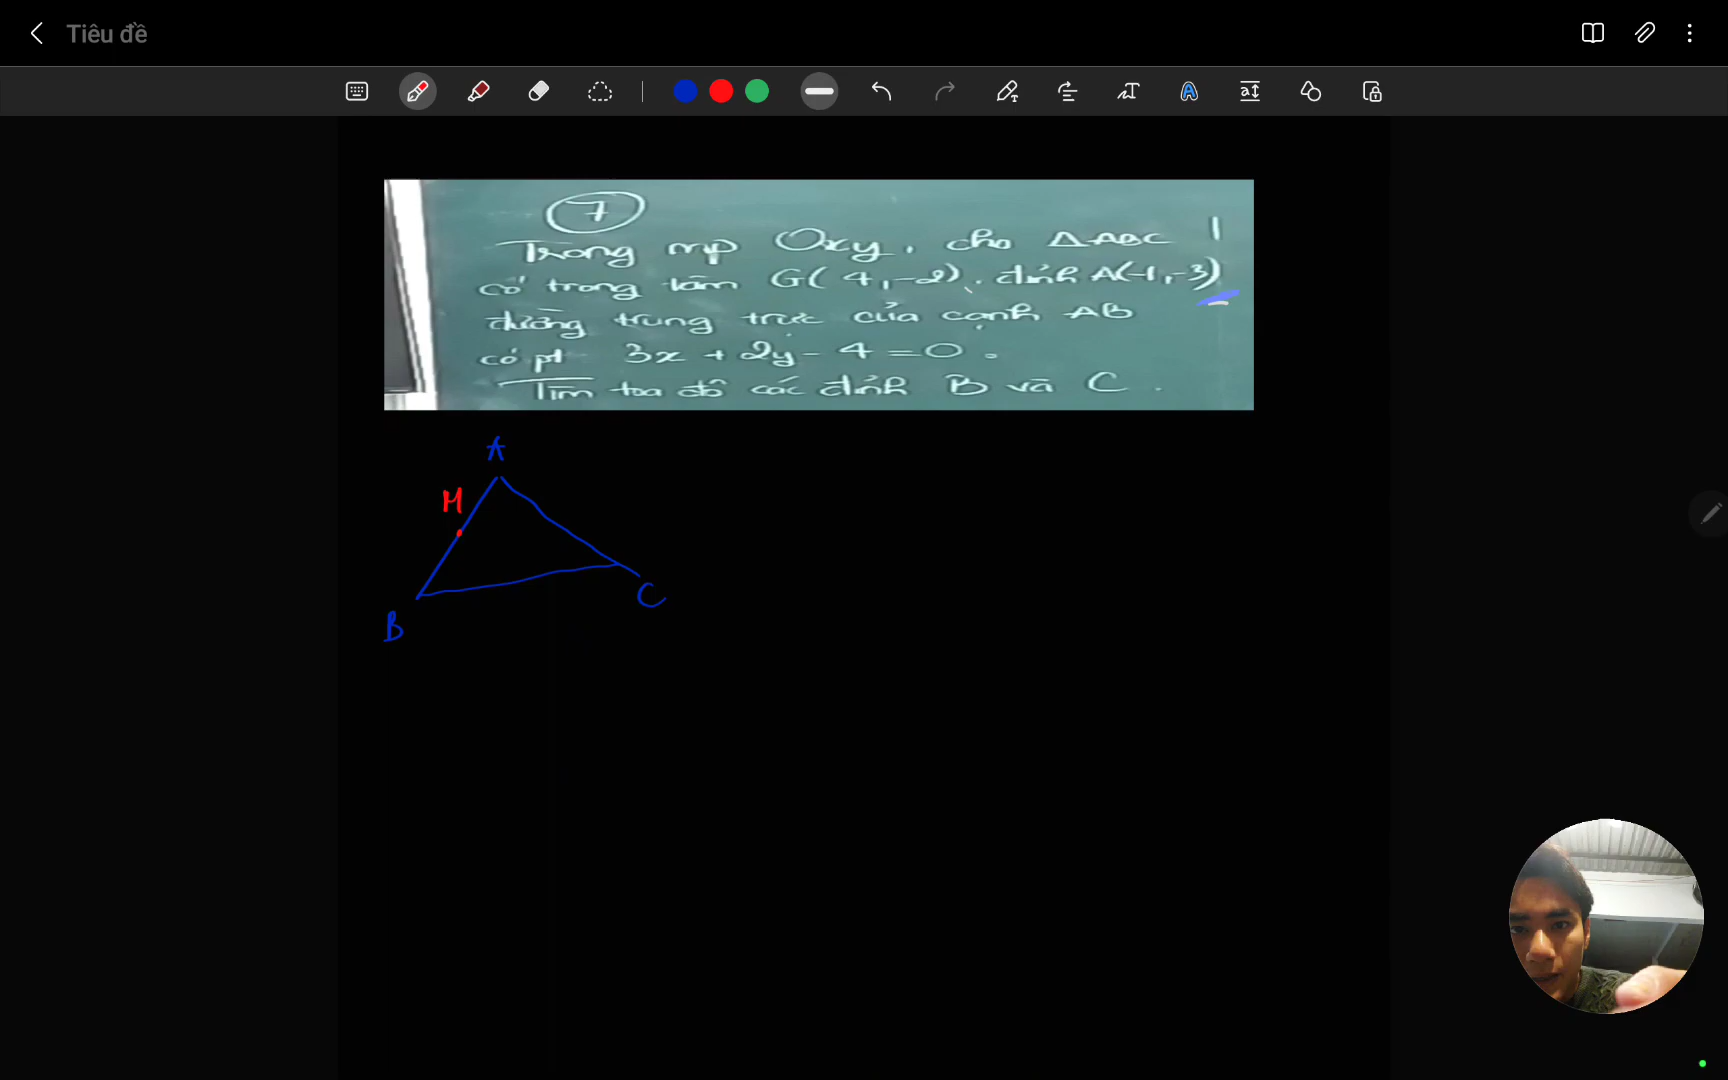 Tiêu đề
7
Trong mp Oxy, cho ΔABC
có trọng tâm G(4,-2), đỉnh A(-1,-3)
đường trung trực của cạnh AB
có pt 3x + 2y - 4 = 0.
Tìm tọa độ các đỉnh B và C.
A
M
B
C